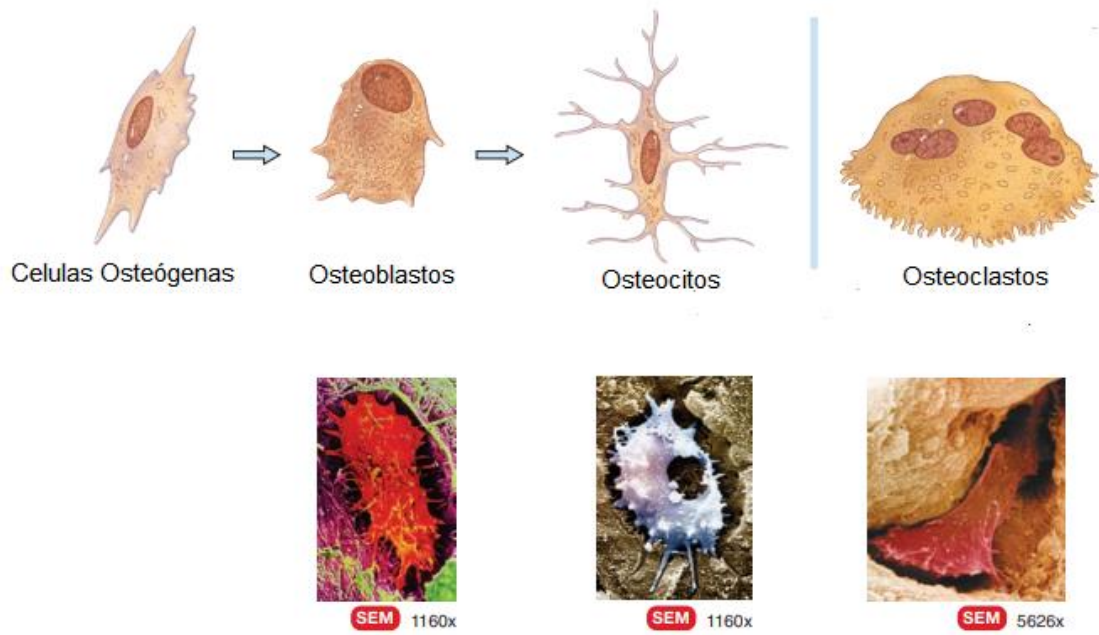 Celulas Osteógenas
Osteoblastos
Osteocitos
Osteoclastos
SEM 1160x
SEM 1160x
SEM 5626x